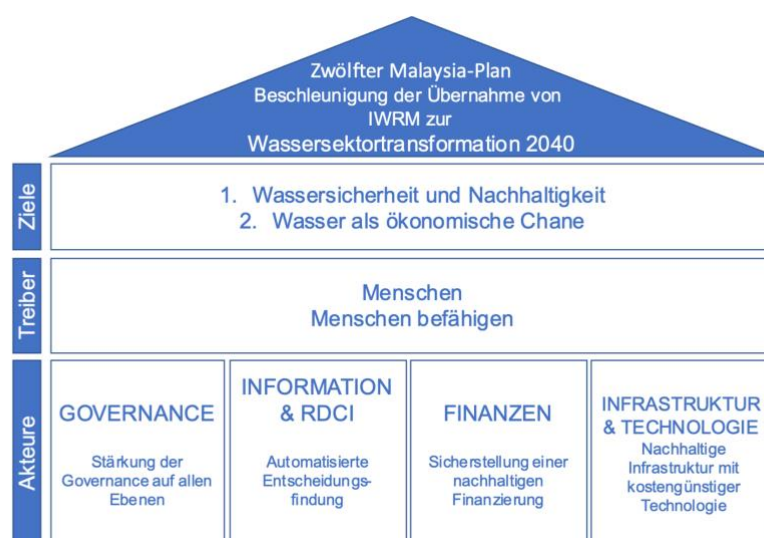 Zwölfter Malaysia-Plan
Beschleunigung der Übernahme von
IWRM zur
Wassersektortransformation 2040
Ziele
1. Wassersicherheit und Nachhaltigkeit
2. Wasser als ökonomische Chane
Treiber
Menschen
Menschen befähigen
Akteure
GOVERNANCE
Stärkung der
Governance auf allen
Ebenen
INFORMATION
& RDCI
Automatisierte
Entscheidungs-
findung
FINANZEN
Sicherstellung einer
nachhaltigen
Finanzierung
INFRASTRUKTUR
& TECHNOLOGIE
Nachhaltige
Infrastruktur mit
kostengünstiger
Technologie